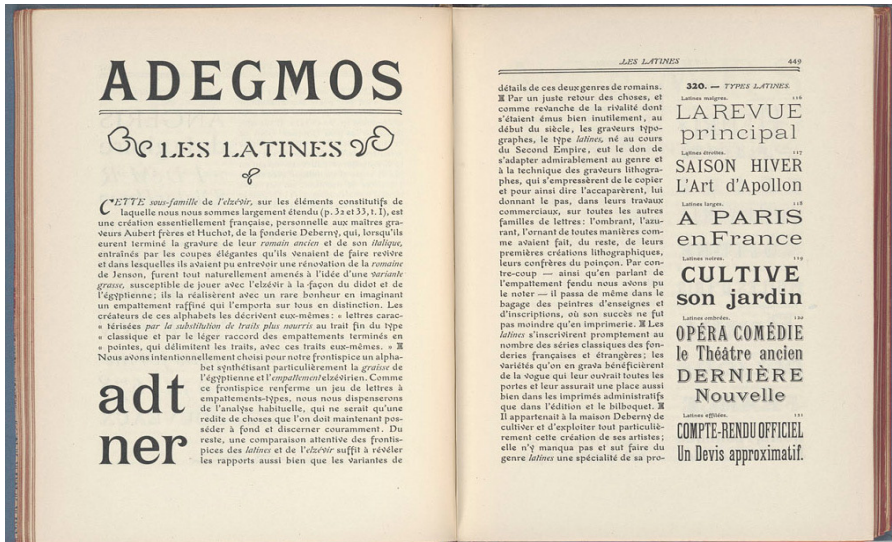 ADEGMOS
LES LATINES
CETTE sous-famille de l'elzévir, sur les éléments constitutifs de
laquelle nous nous sommes largement étendu (p. 32 et 33, t. I), est
une création essentiellement française, personnelle aux maîtres gra-
veurs Aubert frères et Huchot, de la fonderie Deberny, qui, lorsqu'ils
eurent terminé la gravure de leur romain ancien et de son italique,
entraînés par les coupes élégantes qu'ils venaient de faire revivre
et dans lesquelles ils avaient pu entrevoir une rénovation de la romaine
de Jenson, furent tout naturellement amenés à l'idée d'une variante
grasse, susceptible de jouer avec l'elzévir à la façon du didot et de
l'égyptienne; ils la réalisèrent avec un rare bonheur en imaginant
un empattement raffiné qui l'emporta sur tous en distinction. Les
créateurs de ces alphabets les décrivent eux-mêmes: « lettres carac-
« térisées par la substitution de traits plus nourris au trait fin du type
« classique et par le léger raccord des empattements terminés en
« pointes, qui délimitent les traits, avec ces traits eux-mêmes. »
Nous avons intentionnellement choisi pour notre frontispice un alpha-
bet synthétisant particulièrement la graisse de
l'égyptienne et l'empattement elzévirien. Comme
ce frontispice renferme un jeu de lettres à
empattements-types, nous nous dispenserons
de l'analyse habituelle, qui ne serait qu'une
redite de choses que l'on doit maintenant pos-
séder à fond et discerner couramment. Du
reste, une comparaison attentive des frontis-
pices des latines et de l'elzévir suffit à révéler
les rapports aussi bien que les variantes de
adt
ner
LES LATINES 449
détails de ces deux genres de romains.
Par un juste retour des choses, et
comme revanche de la rivalité dont
s'étaient émus bien inutilement, au
début du siècle, les graveurs typo-
graphes, le type latines, né au cours
du Second Empire, eut le don de
s'adapter admirablement au genre et
à la technique des graveurs lithogra-
phes, qui s'empressèrent de le copier
et pour ainsi dire l'accaparèrent, lui
donnant le pas, dans leurs travaux
commerciaux, sur toutes les autres
familles de lettres: l'ombrant, l'azu-
rant, l'ornant de toutes manières com-
me avaient fait, du reste, de leurs
premières créations lithographiques,
leurs confrères du poinçon. Par con-
tre-coup — ainsi qu'en parlant de
l'empattement fendu nous avons pu
le noter — il passa de même dans le
bagage des peintres d'enseignes et
d'inscriptions, où son succès ne fut
pas moindre qu'en imprimerie. Les
latines s'inscrivirent promptement au
nombre des séries classiques des fon-
deries françaises et étrangères; les
variétés qu'on en grava bénéficièrent
de la vogue qui leur ouvrait toutes les
portes et leur assurait une place aussi
bien dans les imprimés administratifs
que dans l'édition et le bilboquet.
Il appartenait à la maison Deberny de
cultiver et d'exploiter tout particuliè-
rement cette création de ses artistes;
elle n'y manqua pas et sut faire du
genre latines une spécialité de sa pro-
320. — TYPES LATINES.
Latines maigres. 116
LA REVUE
principal
Latines étroites. 117
SAISON HIVER
L'Art d'Apollon
Latines larges. 118
A PARIS
en France
Latines noires. 119
CULTIVE
son jardin
Latines ombrées. 120
OPÉRA COMÉDIE
le Théâtre ancien
DERNIÈRE
Nouvelle
Latines effilées. 121
COMPTE-RENDU OFFICIEL
Un Devis approximatif.